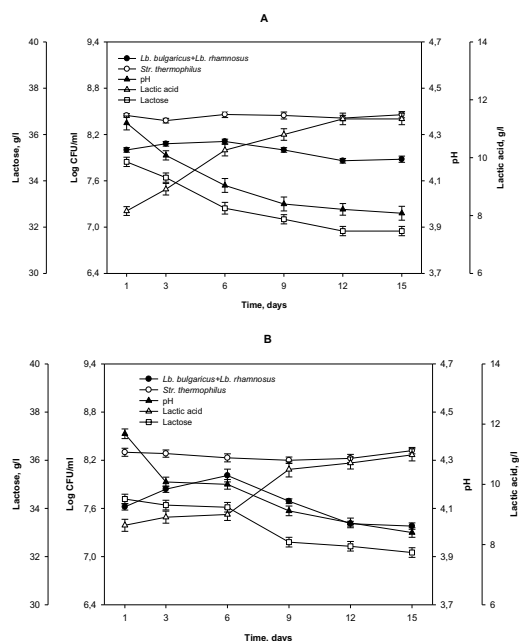 A
40
38
36
34
32
30
Lactose, g/l
9,4
8,8
8,2
7,6
7,0
6,4
Log CFU/ml
Lb. bulgaricus+Lb. rhamnosus
Str. thermophilus
pH
Lactic acid
Lactose
4,7
4,5
4,3
4,1
3,9
3,7
pH
14
12
10
8
6
Lactic acid, g/l
1 3 6 9 12 15
Time, days
B
40
38
36
34
32
30
Lactose, g/l
9,4
8,8
8,2
7,6
7,0
6,4
Log CFU/ml
Lb. bulgaricus+Lb. rhamnosus
Str. thermophilus
pH
Lactic acid
Lactose
4,7
4,5
4,3
4,1
3,9
3,7
pH
14
12
10
8
6
Lactic acid, g/l
1 3 6 9 12 15
Time, days